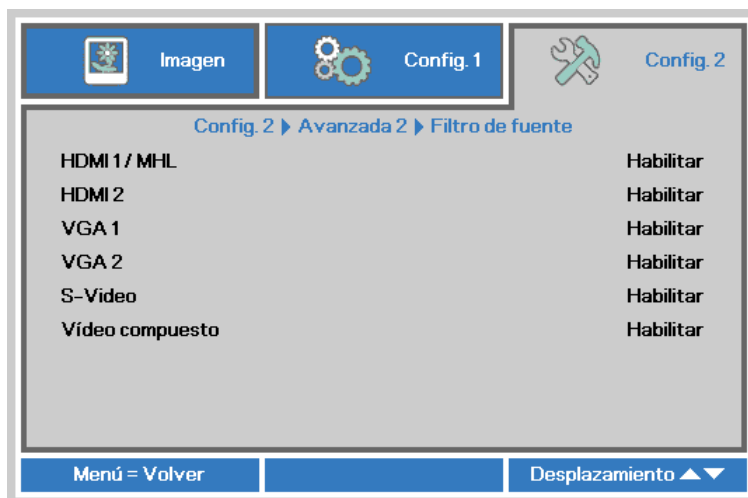 Imagen Config. 1 Config. 2
Config. 2 Avanzada 2 Filtro de fuente
HDMI 1 / MHL Habilitar
HDMI 2 Habilitar
VGA 1 Habilitar
VGA 2 Habilitar
S-Video Habilitar
Vídeo compuesto Habilitar
Menú = Volver Desplazamiento ▲▼